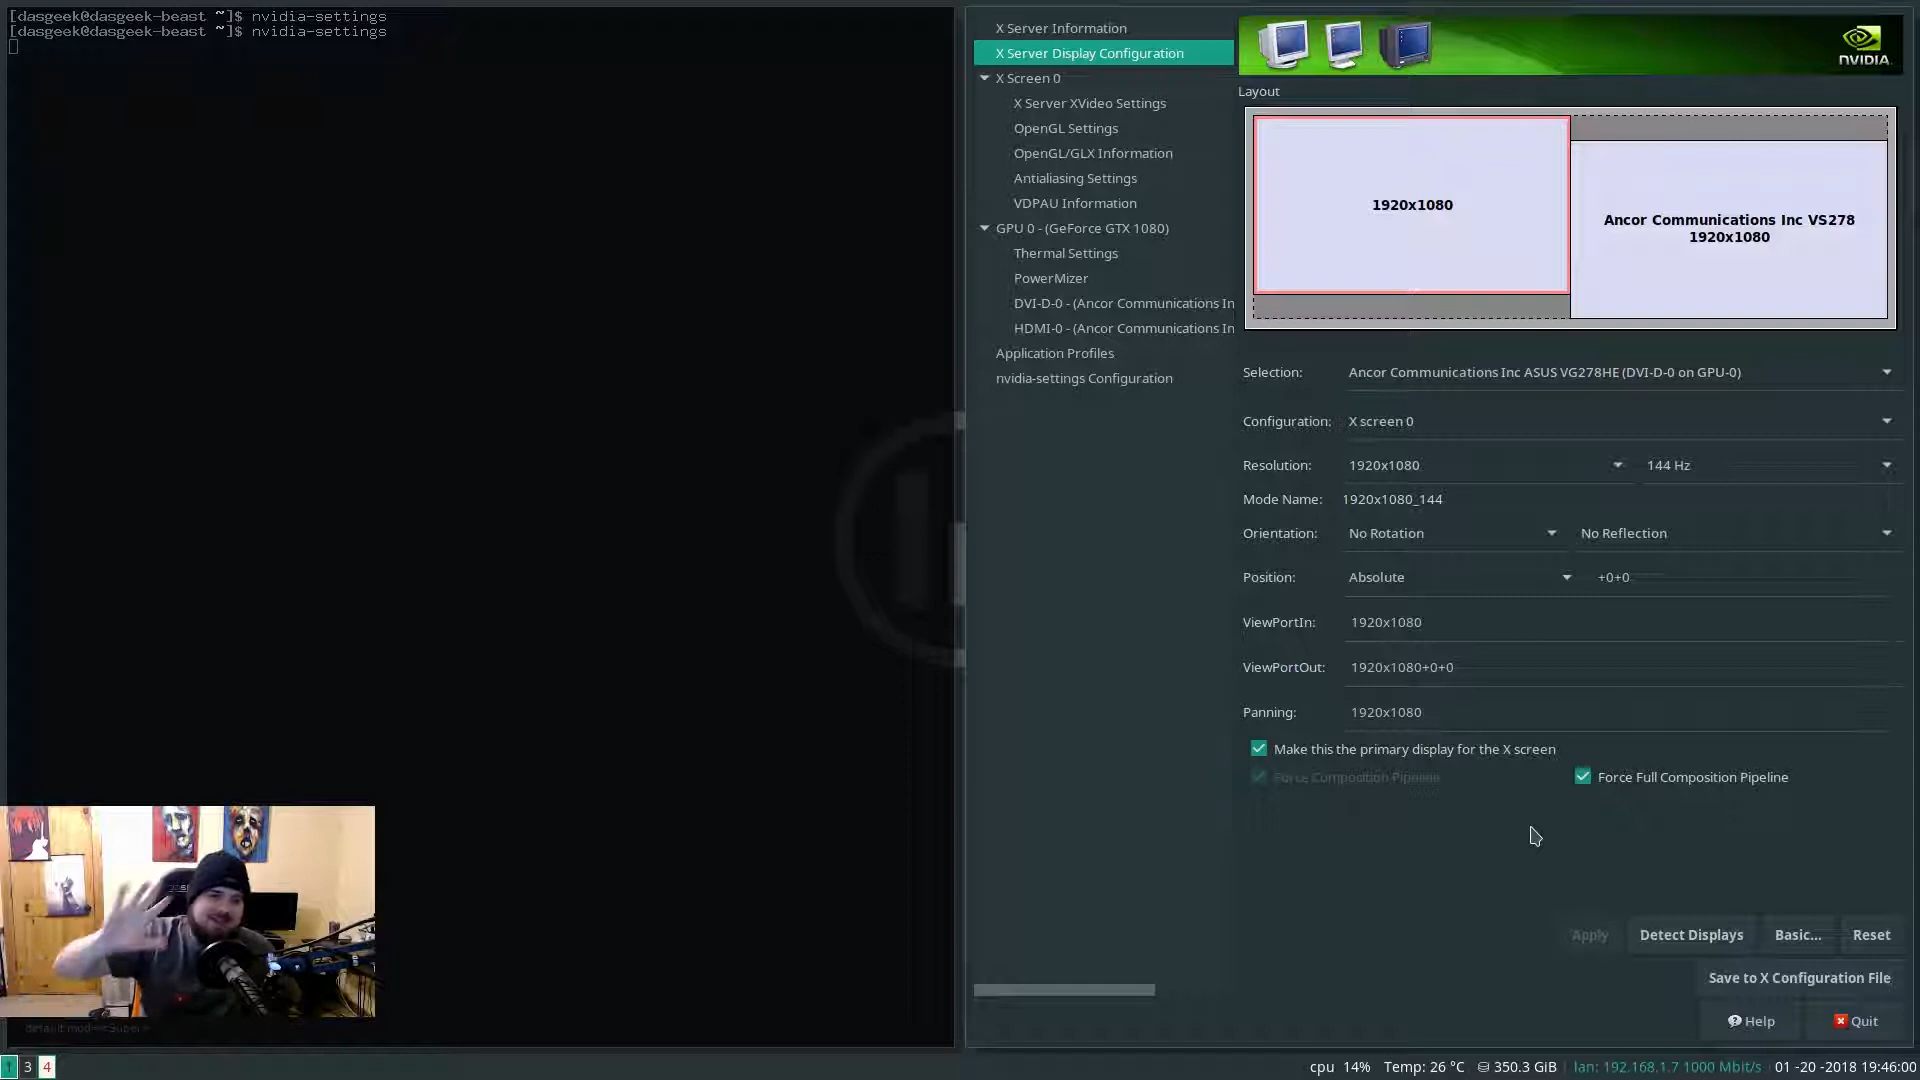 [dasgeek@dasgeek-beast ~]$ nvidia-settings
[dasgeek@dasgeek-beast ~]$ nvidia-settings
X Server Information
X Server Display Configuration
X Screen 0
X Server XVideo Settings
OpenGL Settings
OpenGL/GLX Information
Antialiasing Settings
VDPAU Information
GPU 0 - (GeForce GTX 1080)
Thermal Settings
PowerMizer
DVI-D-0 - (Ancor Communications In
HDMI-0 - (Ancor Communications In
Application Profiles
nvidia-settings Configuration
NVIDIA.
Layout
1920x1080
Ancor Communications Inc VS278
1920x1080
Selection: Ancor Communications Inc ASUS VG278HE (DVI-D-0 on GPU-0)
Configuration: X screen 0
Resolution: 1920x1080 144 Hz
Mode Name: 1920x1080_144
Orientation: No Rotation No Reflection
Position: Absolute +0+0
ViewPortIn: 1920x1080
ViewPortOut: 1920x1080+0+0
Panning: 1920x1080
Make this the primary display for the X screen
Force Composition Pipeline Force Full Composition Pipeline
Apply Detect Displays Basic... Reset
Save to X Configuration File
Help Quit
1 3 4
cpu 14% Temp: 26 °C 350.3 GiB lan: 192.168.1.7 1000 Mbit/s 01 -20 -2018 19:46:00